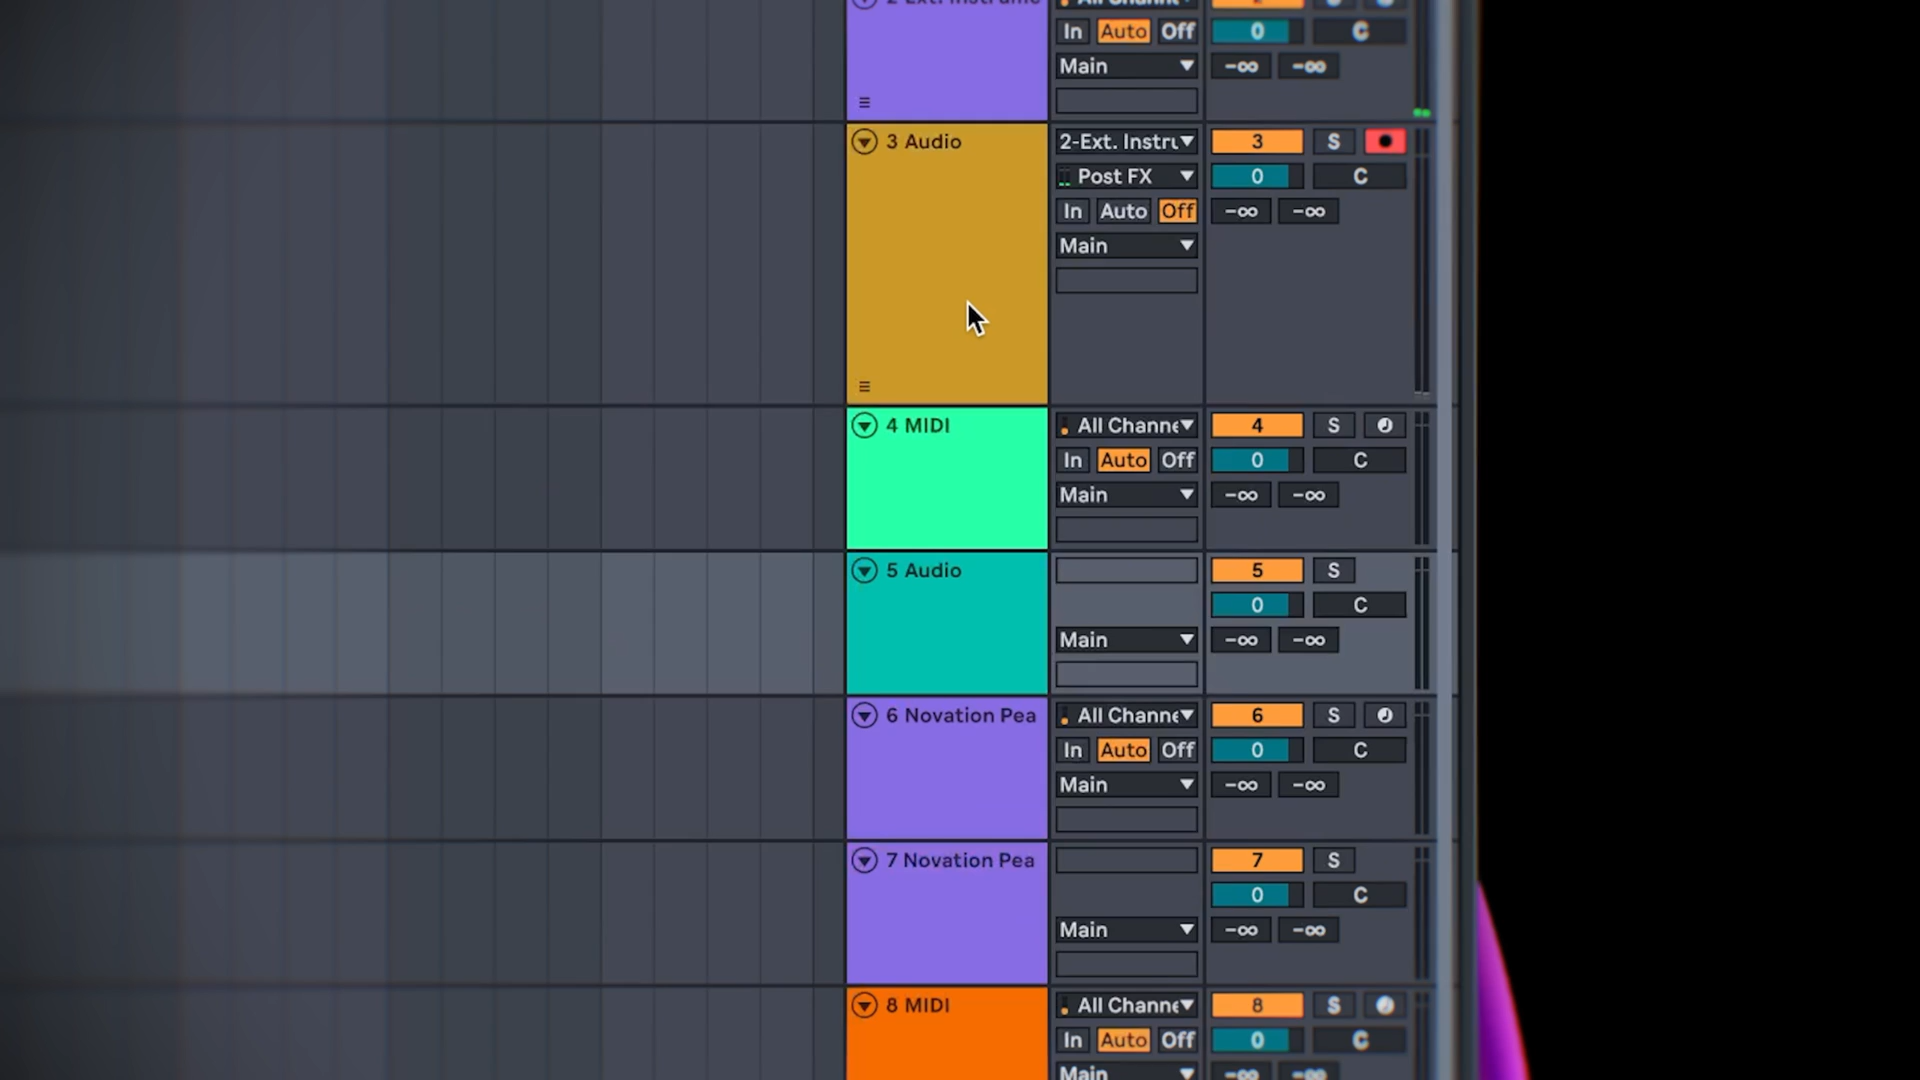 2 Ext. Instrume
All Channe
In Auto Off 0 C
Main -∞ -∞
3 Audio 2-Ext. Instru 3 S
Post FX 0 C
In Auto Off -∞ -∞
Main
4 MIDI All Channe 4 S
In Auto Off 0 C
Main -∞ -∞
5 Audio 5 S
0 C
Main -∞ -∞
6 Novation Pea All Channe 6 S
In Auto Off 0 C
Main -∞ -∞
7 Novation Pea 7 S
0 C
Main -∞ -∞
8 MIDI All Channe 8 S
In Auto Off 0 C
Main -∞ -∞